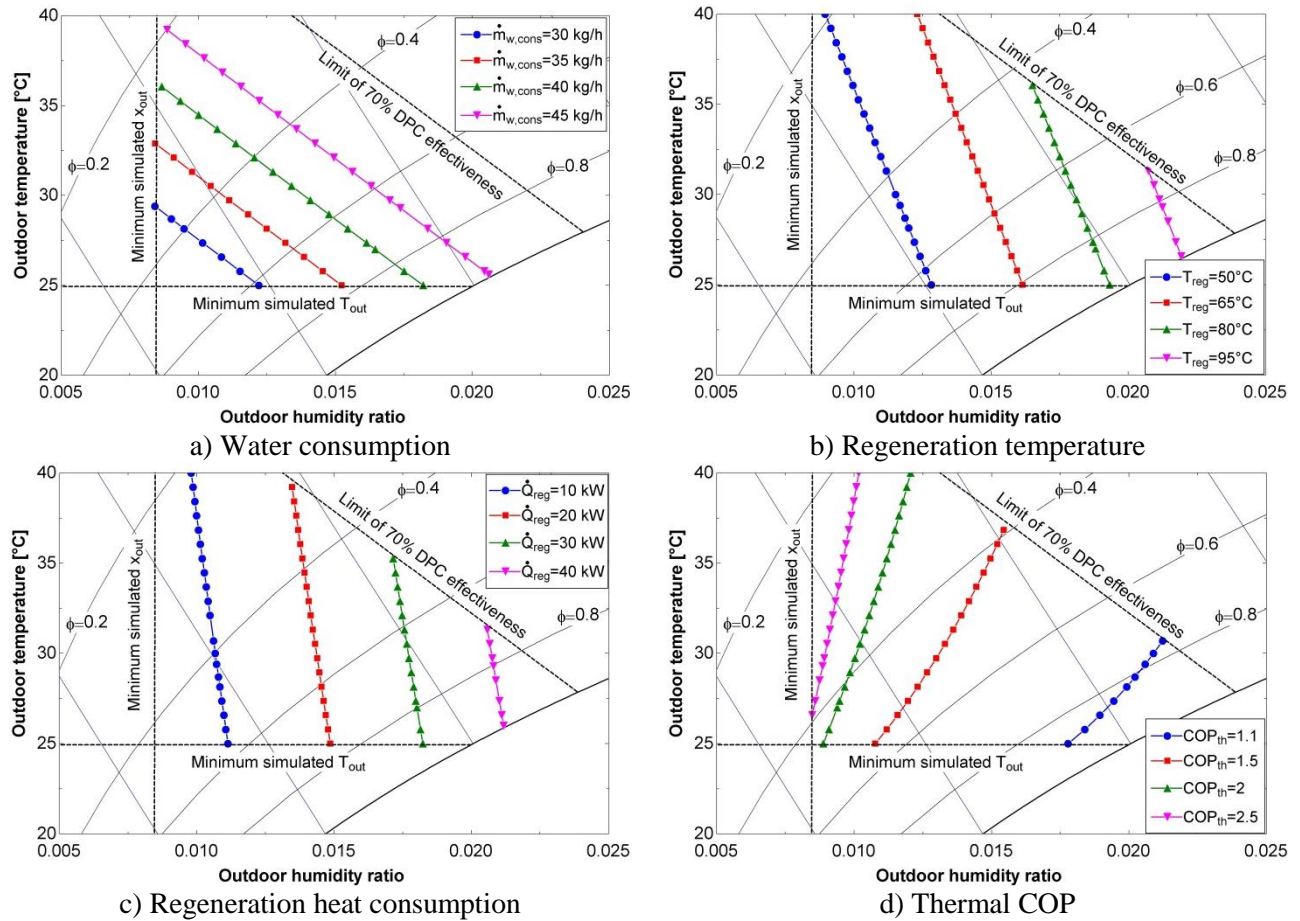 40
35
30
25
20
Outdoor temperature [°C]
ϕ=0.2
ϕ=0.4
ϕ=0.8
Minimum simulated xout
Limit of 70% DPC effectiveness
Minimum simulated Tout
ṁw,cons=30 kg/h
ṁw,cons=35 kg/h
ṁw,cons=40 kg/h
ṁw,cons=45 kg/h
0.005 0.010 0.015 0.020 0.025
Outdoor humidity ratio
a) Water consumption
40
35
30
25
20
Outdoor temperature [°C]
ϕ=0.2
ϕ=0.4
ϕ=0.6
ϕ=0.8
Minimum simulated xout
Limit of 70% DPC effectiveness
Minimum simulated Tout
Treg=50°C
Treg=65°C
Treg=80°C
Treg=95°C
0.005 0.010 0.015 0.020 0.025
Outdoor humidity ratio
b) Regeneration temperature
40
35
30
25
20
Outdoor temperature [°C]
ϕ=0.2
ϕ=0.4
ϕ=0.8
Minimum simulated xout
Limit of 70% DPC effectiveness
Minimum simulated Tout
Q̇reg=10 kW
Q̇reg=20 kW
Q̇reg=30 kW
Q̇reg=40 kW
0.005 0.010 0.015 0.020 0.025
Outdoor humidity ratio
c) Regeneration heat consumption
40
35
30
25
20
Outdoor temperature [°C]
ϕ=0.2
ϕ=0.4
ϕ=0.6
ϕ=0.8
Minimum simulated xout
Limit of 70% DPC effectiveness
Minimum simulated Tout
COPth=1.1
COPth=1.5
COPth=2
COPth=2.5
0.005 0.010 0.015 0.020 0.025
Outdoor humidity ratio
d) Thermal COP